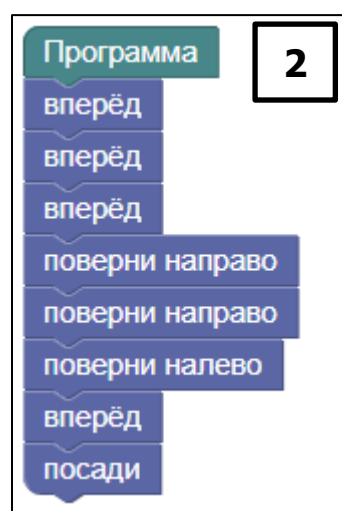 Программа
2
вперёд
вперёд
вперёд
поверни направо
поверни направо
поверни налево
вперёд
посади